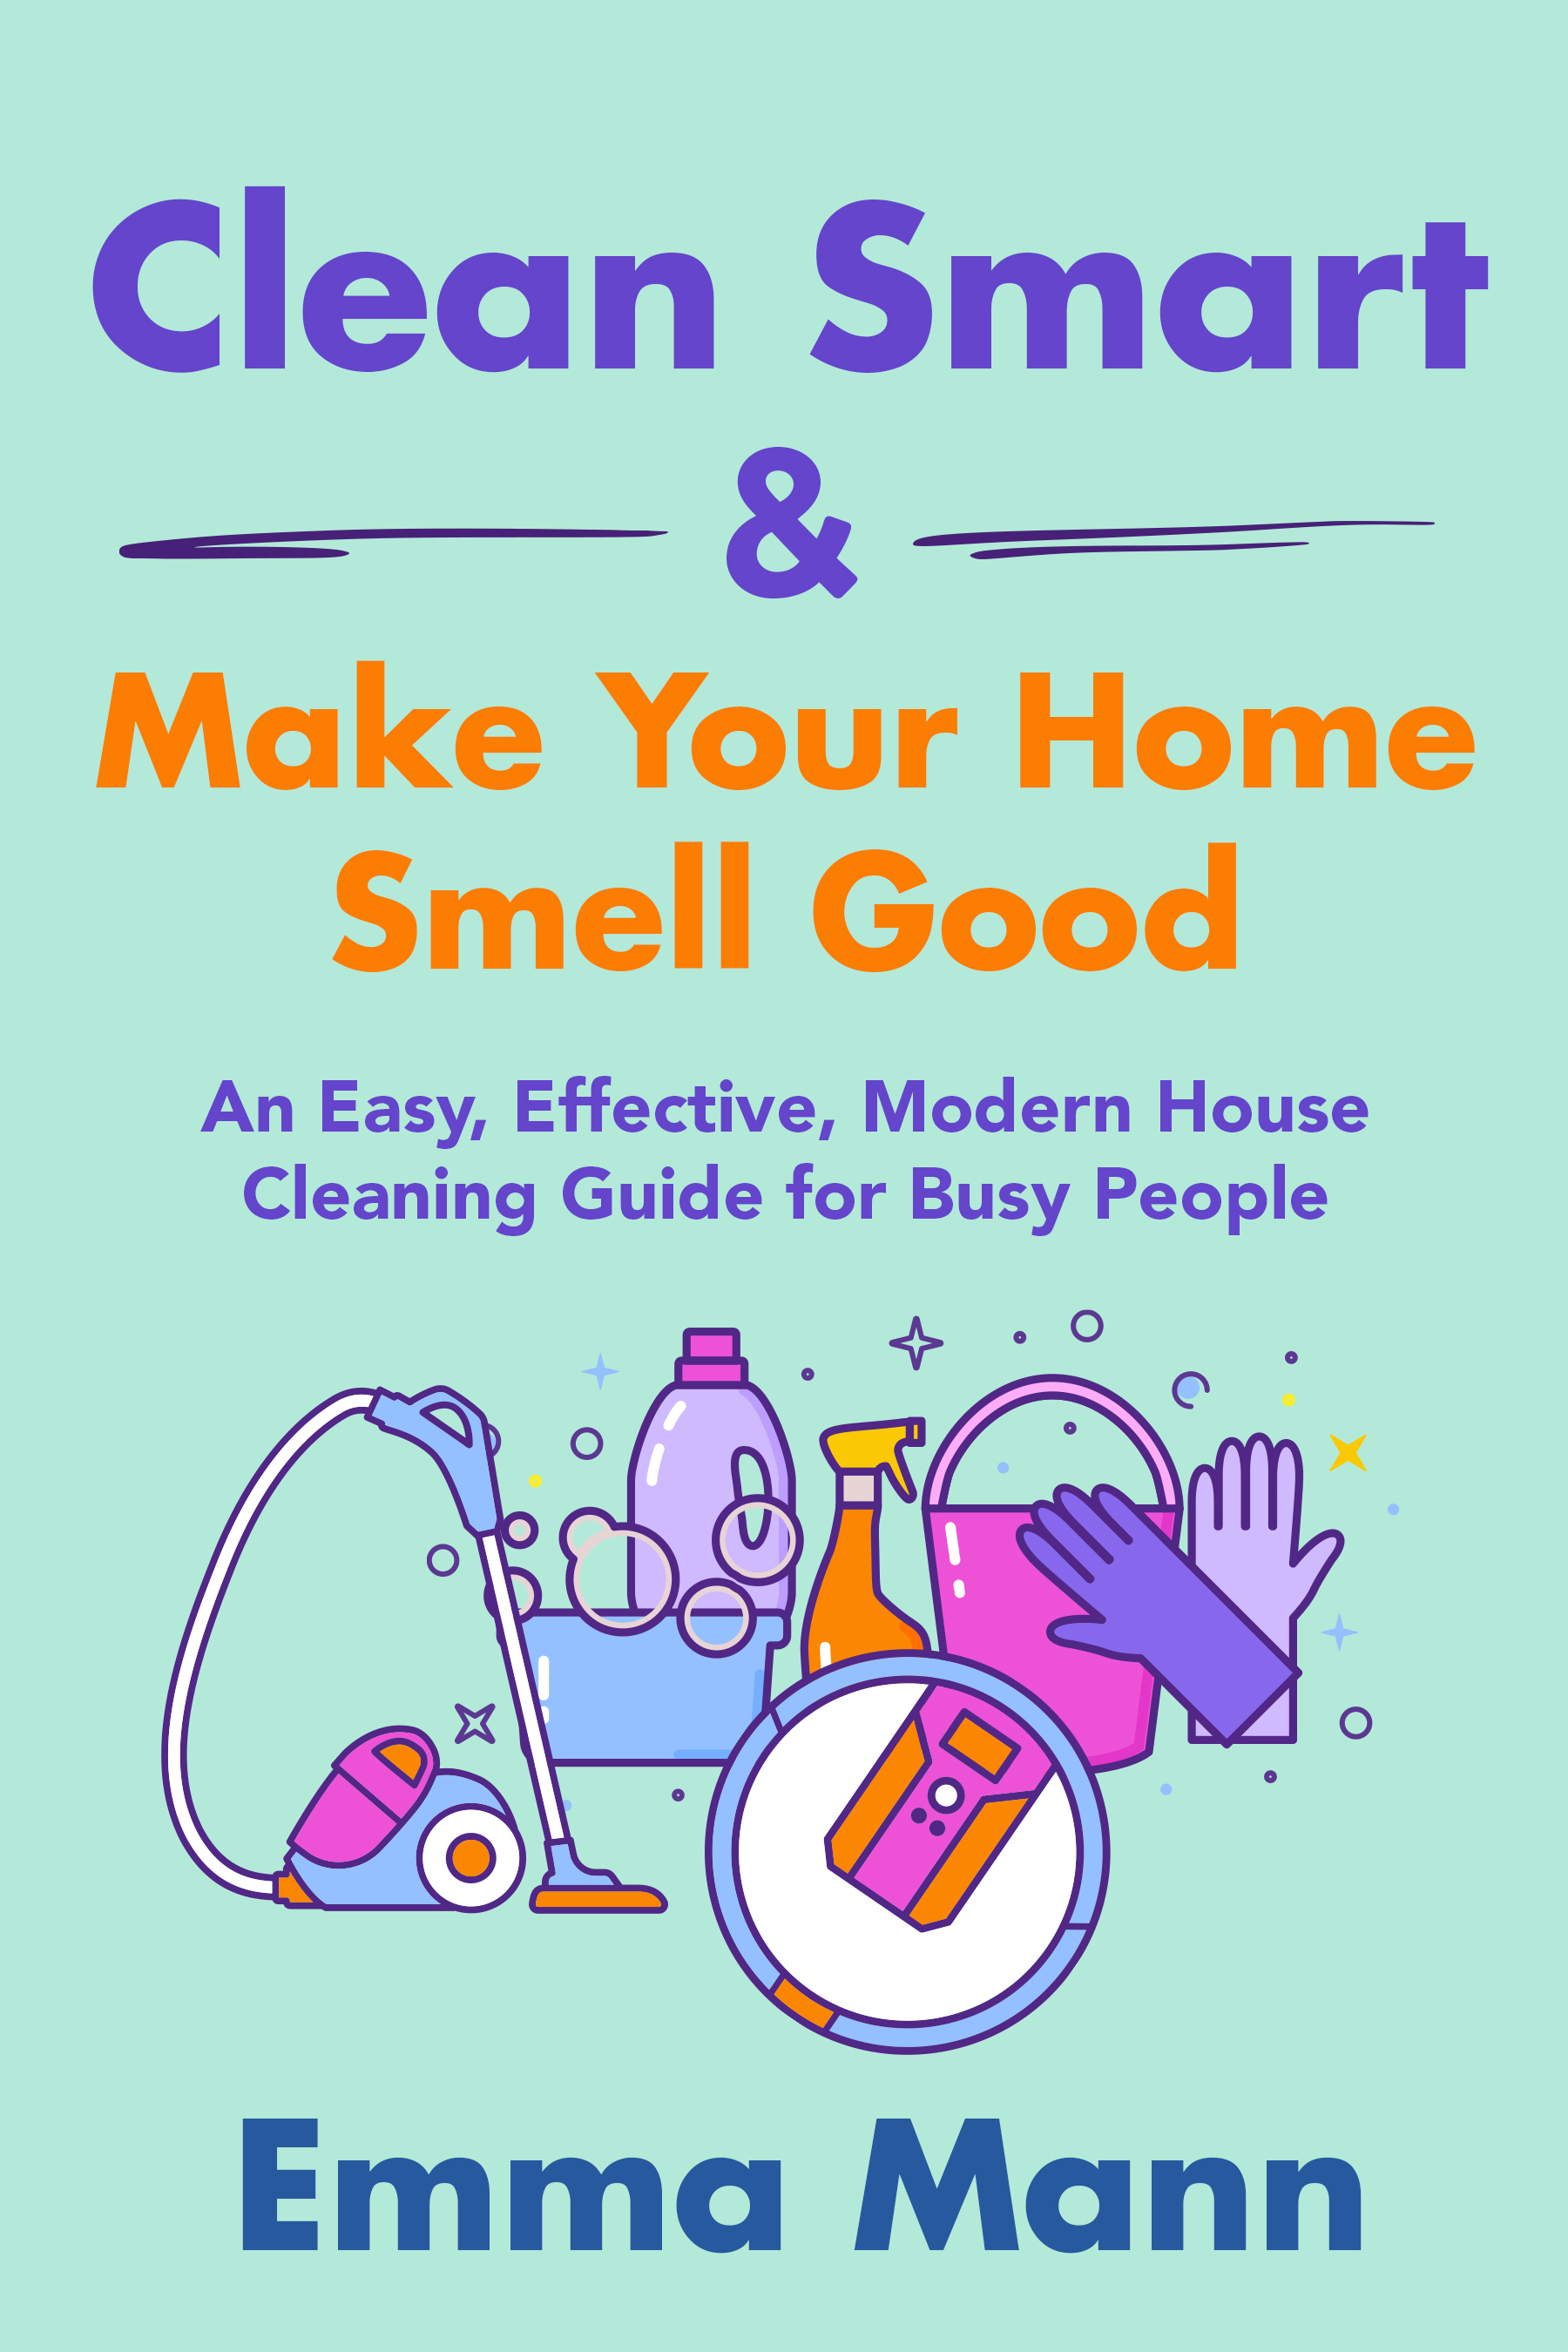 Clean Smart
&
Make Your Home
Smell Good
An Easy, Effective, Modern House
Cleaning Guide for Busy People
Emma Mann